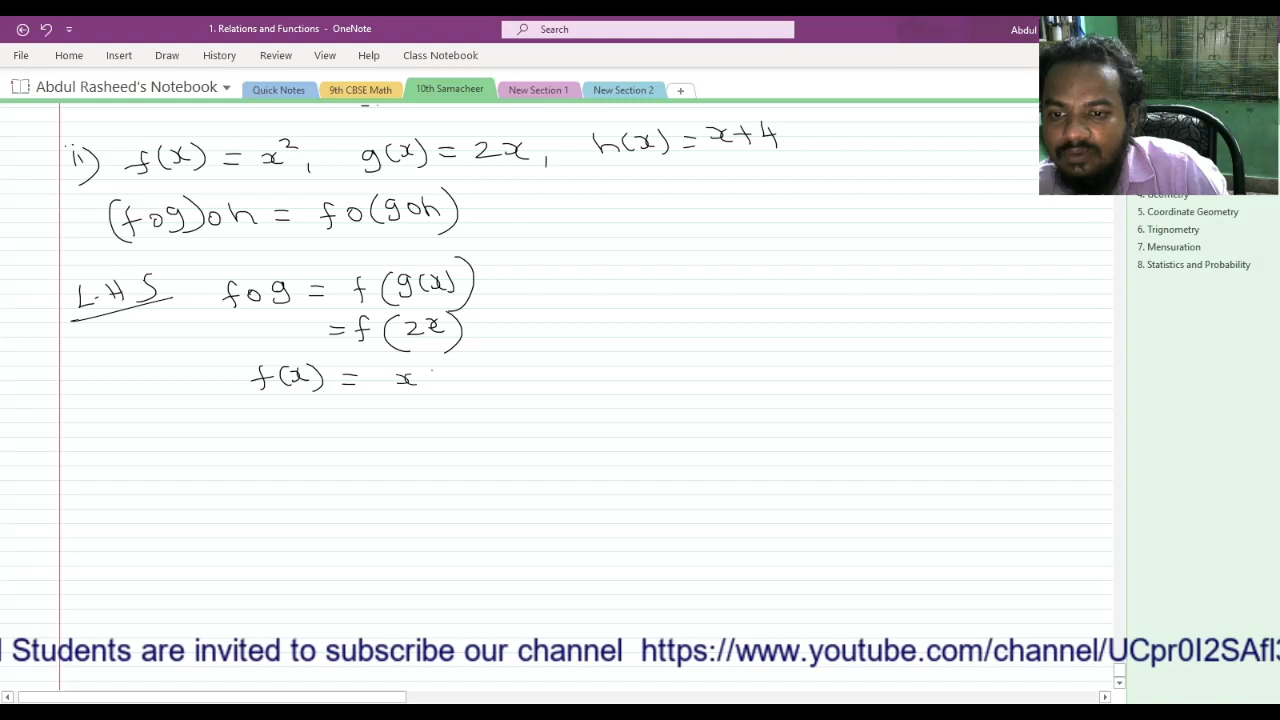 1. Relations and Functions - OneNote
Search
Abdul
File Home Insert Draw History Review View Help Class Notebook
Abdul Rasheed's Notebook
Quick Notes 9th CBSE Math 10th Samacheer New Section 1 New Section 2
ii) f(x) = x², g(x) = 2x, h(x) = x+4
(fog)oh = fo(goh)
L.H.S fog = f(g(x))
= f(2x)
f(x) = x
5. Coordinate Geometry
6. Trignometry
7. Mensuration
8. Statistics and Probability
Students are invited to subscribe our channel https://www.youtube.com/channel/UCpr0I2SAfl3